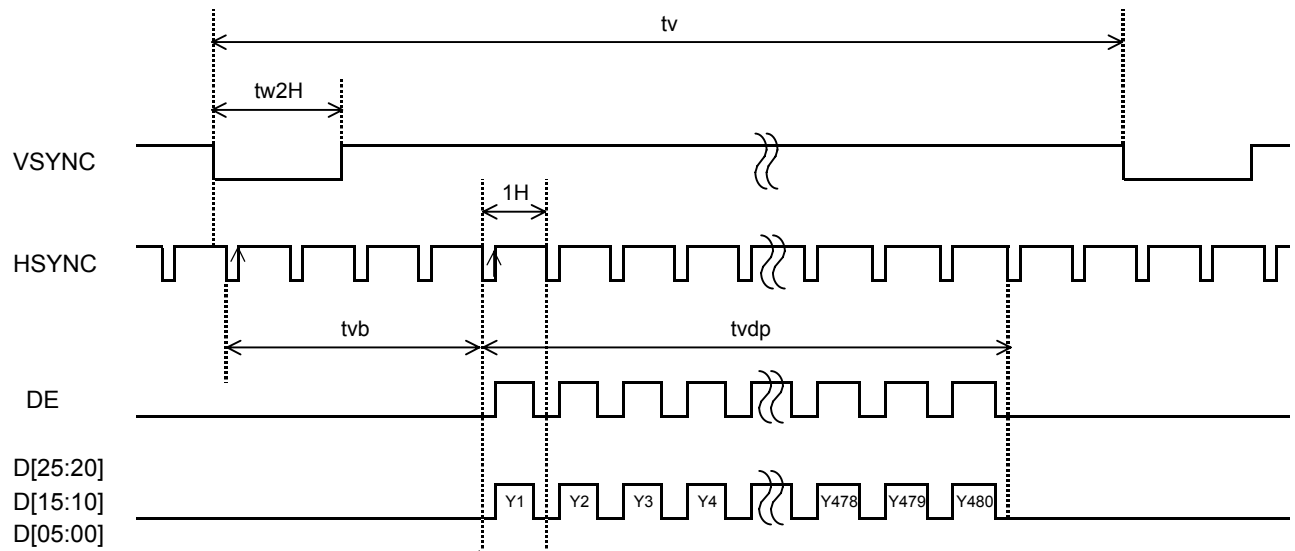 tv
tw2H
VSYNC
1H
HSYNC
tvb
tvdp
DE
D[25:20]
D[15:10]
D[05:00]
Y1 Y2 Y3 Y4 Y478 Y479 Y480